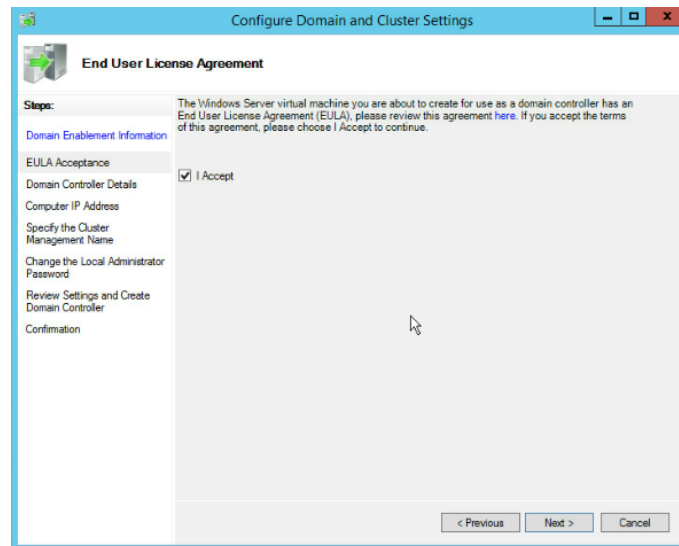 Configure Domain and Cluster Settings
End User License Agreement
Steps:
Domain Enablement Information
EULA Acceptance
Domain Controller Details
Computer IP Address
Specify the Cluster
Management Name
Change the Local Administrator
Password
Review Settings and Create
Domain Controller
Confirmation
The Windows Server virtual machine you are about to create for use as a domain controller has an
End User License Agreement (EULA), please review this agreement here. If you accept the terms
of this agreement, please choose I Accept to continue.
I Accept
< Previous
Next >
Cancel